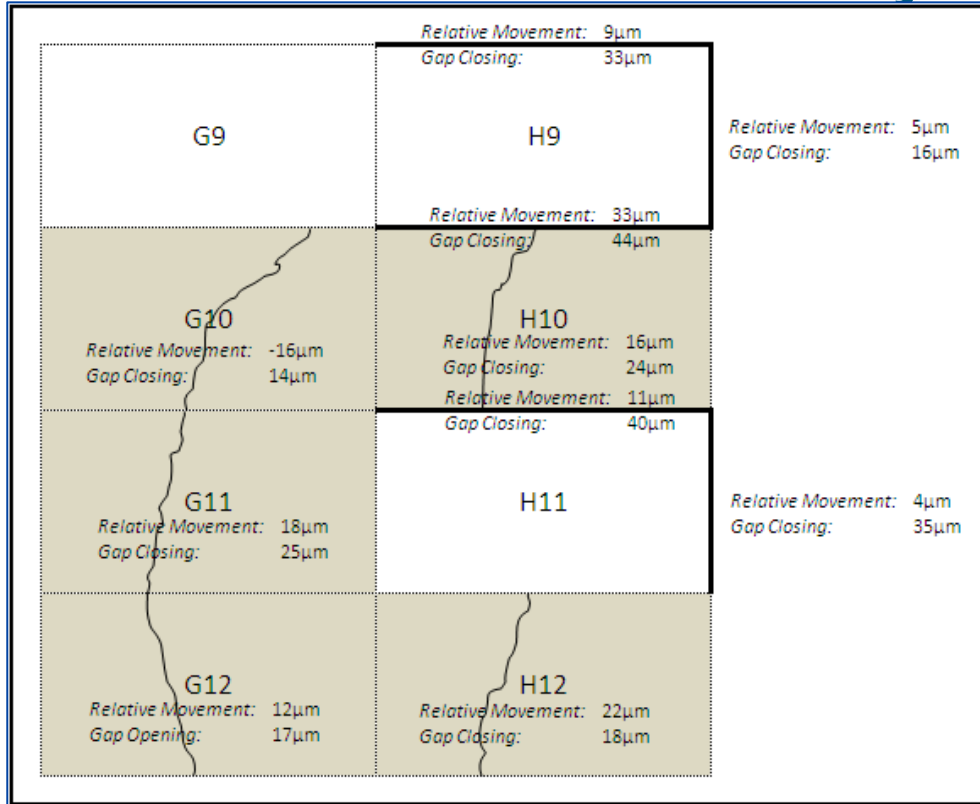 Relative Movement: 9µm
Gap Closing: 33µm
G9
H9
Relative Movement: 5µm
Gap Closing: 16µm
Relative Movement: 33µm
Gap Closing: 44µm
G10
Relative Movement: -16µm
Gap Closing: 14µm
H10
Relative Movement: 16µm
Gap Closing: 24µm
Relative Movement: 11µm
Gap Closing: 40µm
G11
Relative Movement: 18µm
Gap Closing: 25µm
H11
Relative Movement: 4µm
Gap Closing: 35µm
G12
Relative Movement: 12µm
Gap Opening: 17µm
H12
Relative Movement: 22µm
Gap Closing: 18µm